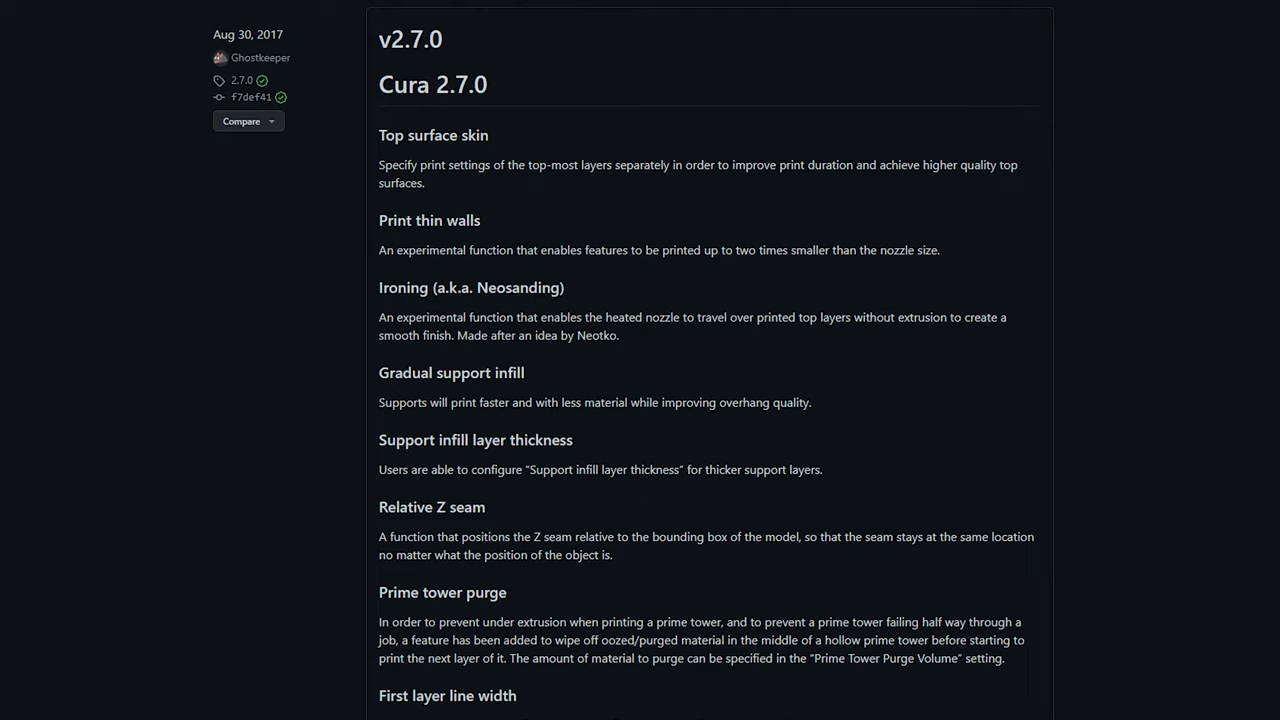 Aug 30, 2017
Ghostkeeper
2.7.0
f7def41
Compare
v2.7.0
Cura 2.7.0
Top surface skin
Specify print settings of the top-most layers separately in order to improve print duration and achieve higher quality top
surfaces.
Print thin walls
An experimental function that enables features to be printed up to two times smaller than the nozzle size.
Ironing (a.k.a. Neosanding)
An experimental function that enables the heated nozzle to travel over printed top layers without extrusion to create a
smooth finish. Made after an idea by Neotko.
Gradual support infill
Supports will print faster and with less material while improving overhang quality.
Support infill layer thickness
Users are able to configure “Support infill layer thickness” for thicker support layers.
Relative Z seam
A function that positions the Z seam relative to the bounding box of the model, so that the seam stays at the same location
no matter what the position of the object is.
Prime tower purge
In order to prevent under extrusion when printing a prime tower, and to prevent a prime tower failing half way through a
job, a feature has been added to wipe off oozed/purged material in the middle of a hollow prime tower before starting to
print the next layer of it. The amount of material to purge can be specified in the “Prime Tower Purge Volume” setting.
First layer line width